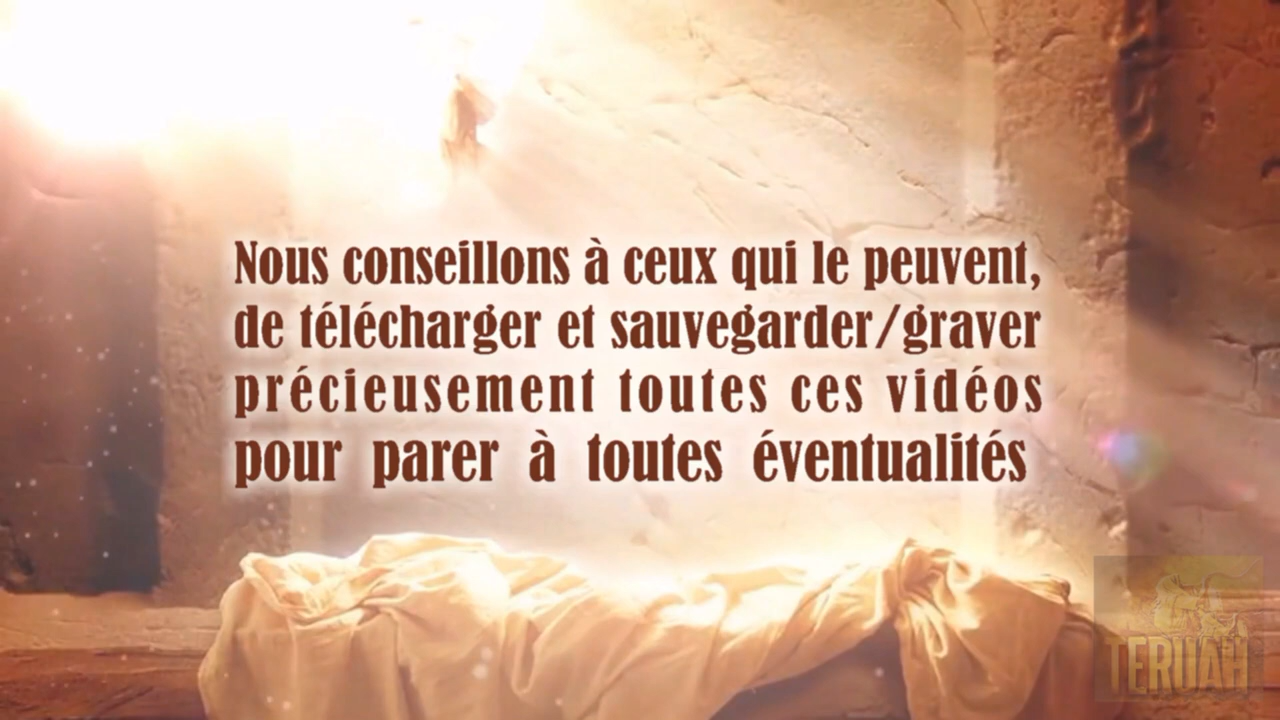 Nous conseillons à ceux qui le peuvent,
de télécharger et sauvegarder/graver
précieusement toutes ces vidéos
pour parer à toutes éventualités
TERUAH